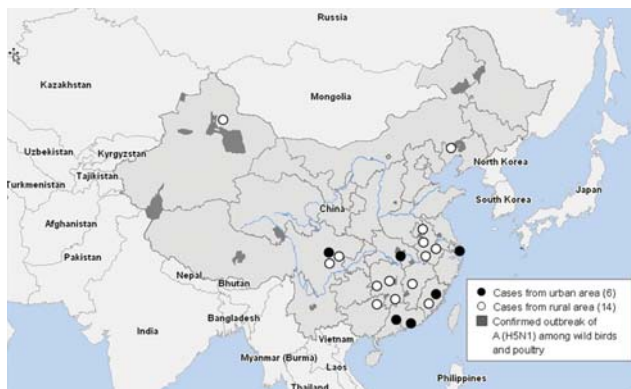 Russia
Kazakhstan
Mongolia
Uzbekistan
Kyrgyzstan
North Korea
Turkmenistan
Tajikistan
South Korea
Japan
China
Afghanistan
Pakistan
Nepal
Bhutan
Bangladesh
India
Myanmar (Burma)
Vietnam
Laos
Thailand
Philippines
Cases from urban area (6)
Cases from rural area (14)
Confirmed outbreak of
A (H5N1) among wild birds
and poultry